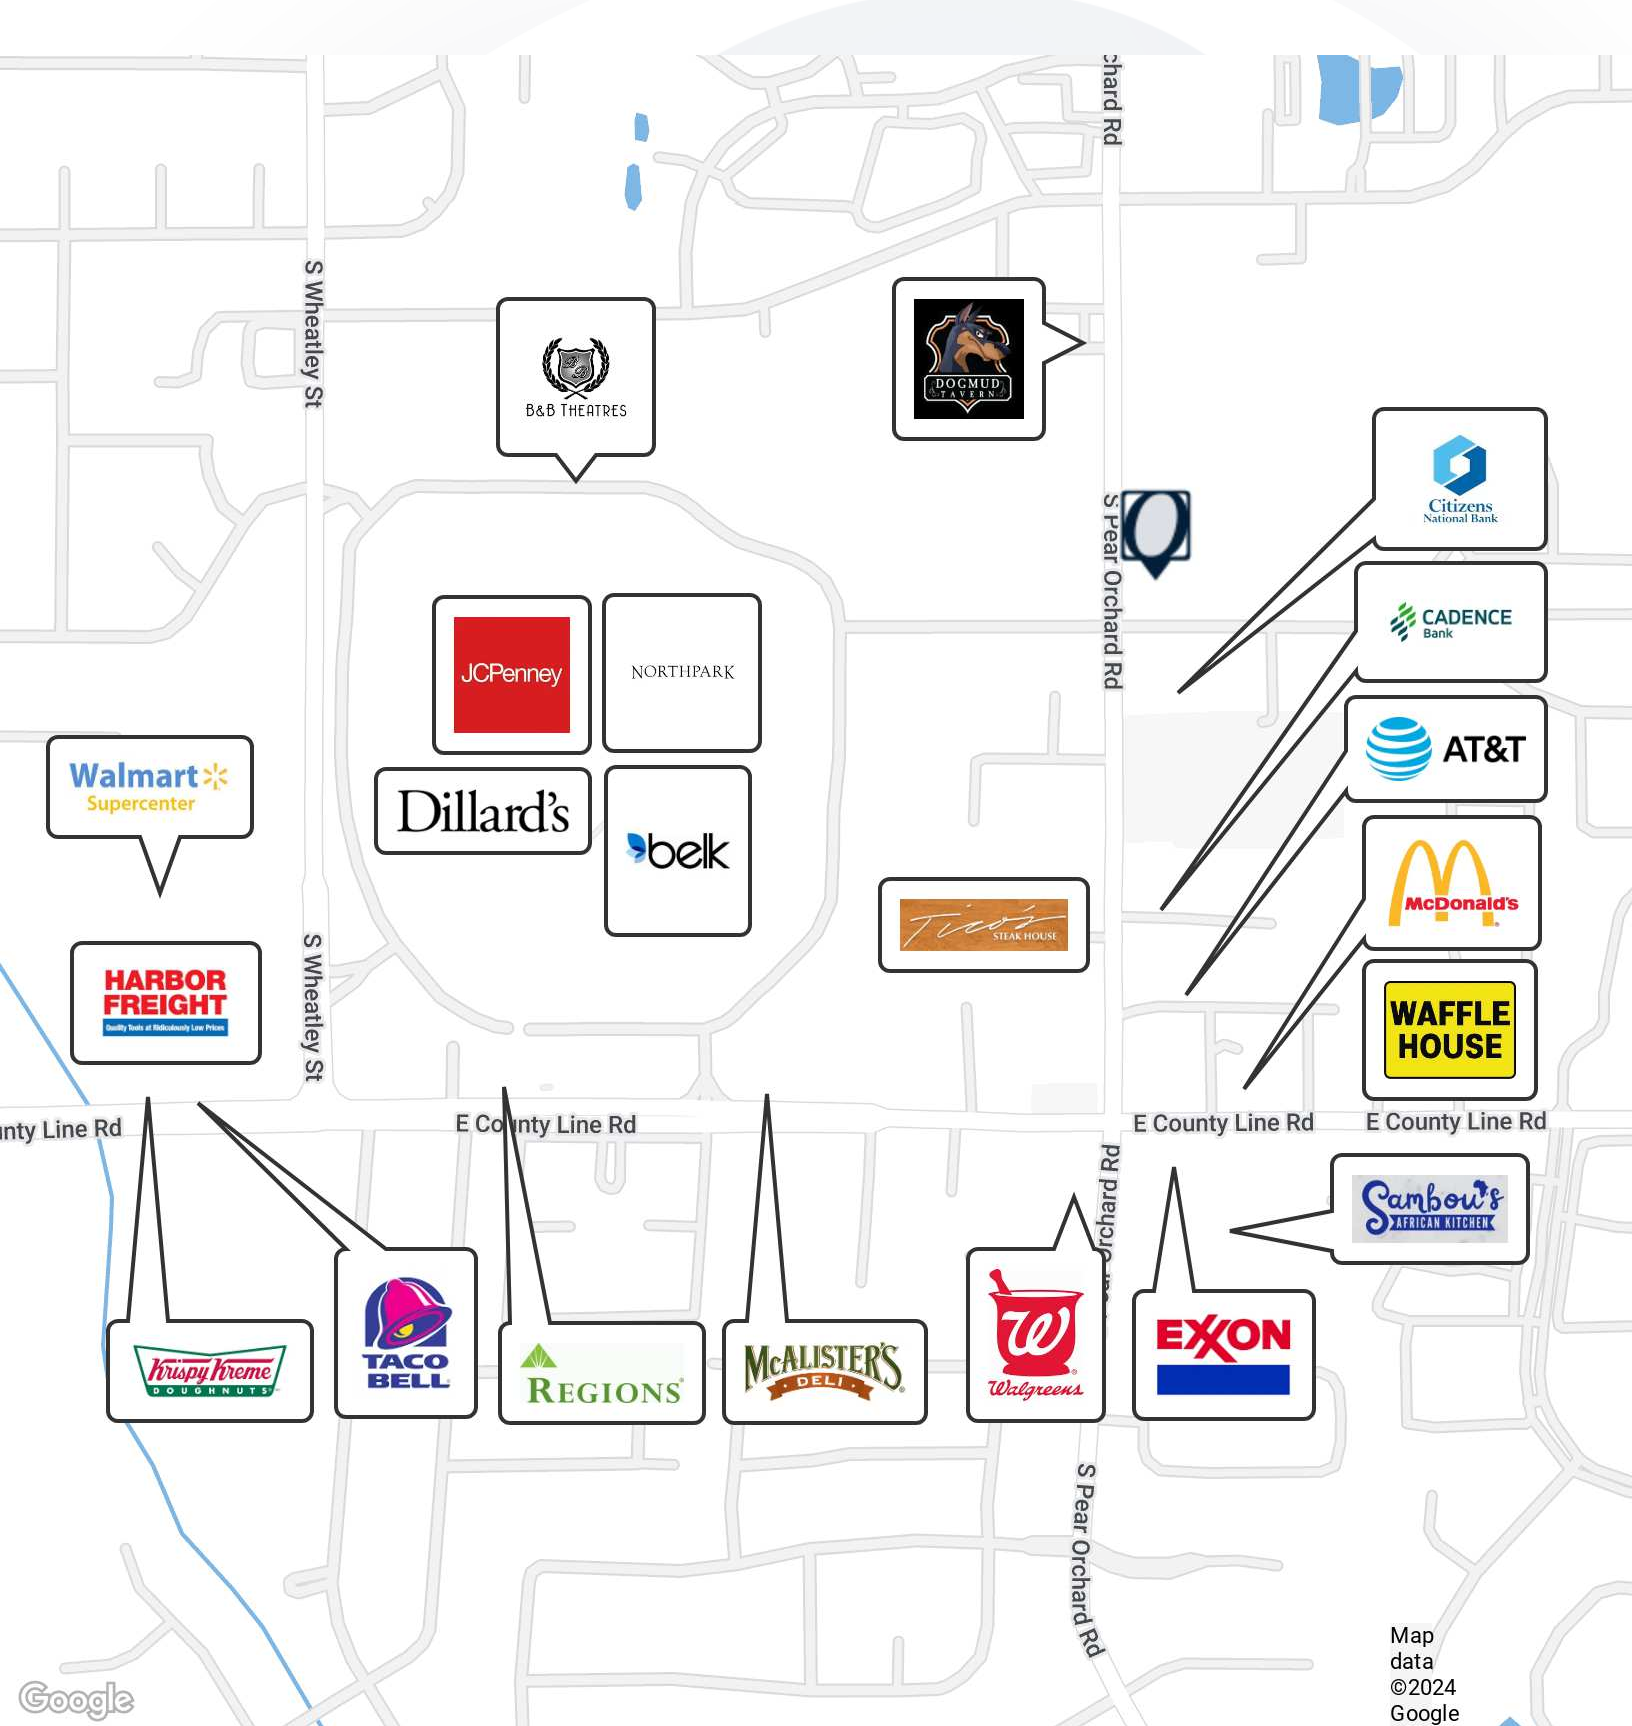 chard Rd
S Wheatley St
B&B THEATRES
DOGMUD
TAVERN
Citizens
National Bank
S Pear Orchard Rd
CADENCE
Bank
JCPenney
NORTHPARK
AT&T
Walmart
Supercenter
Dillard's
belk
McDonald's
Tico's
STEAK HOUSE
HARBOR
FREIGHT
Quality Tools at Ridiculously Low Prices
S Wheatley St
WAFFLE
HOUSE
unty Line Rd
E County Line Rd
E County Line Rd
E County Line Rd
Orchard Rd
Sambou's
AFRICAN KITCHEN
Krispy Kreme
DOUGHNUTS
TACO
BELL
REGIONS
McALISTER'S
DELI
Walgreens
EXXON
S Pear Orchard Rd
Map
data
©2024
Google
Google